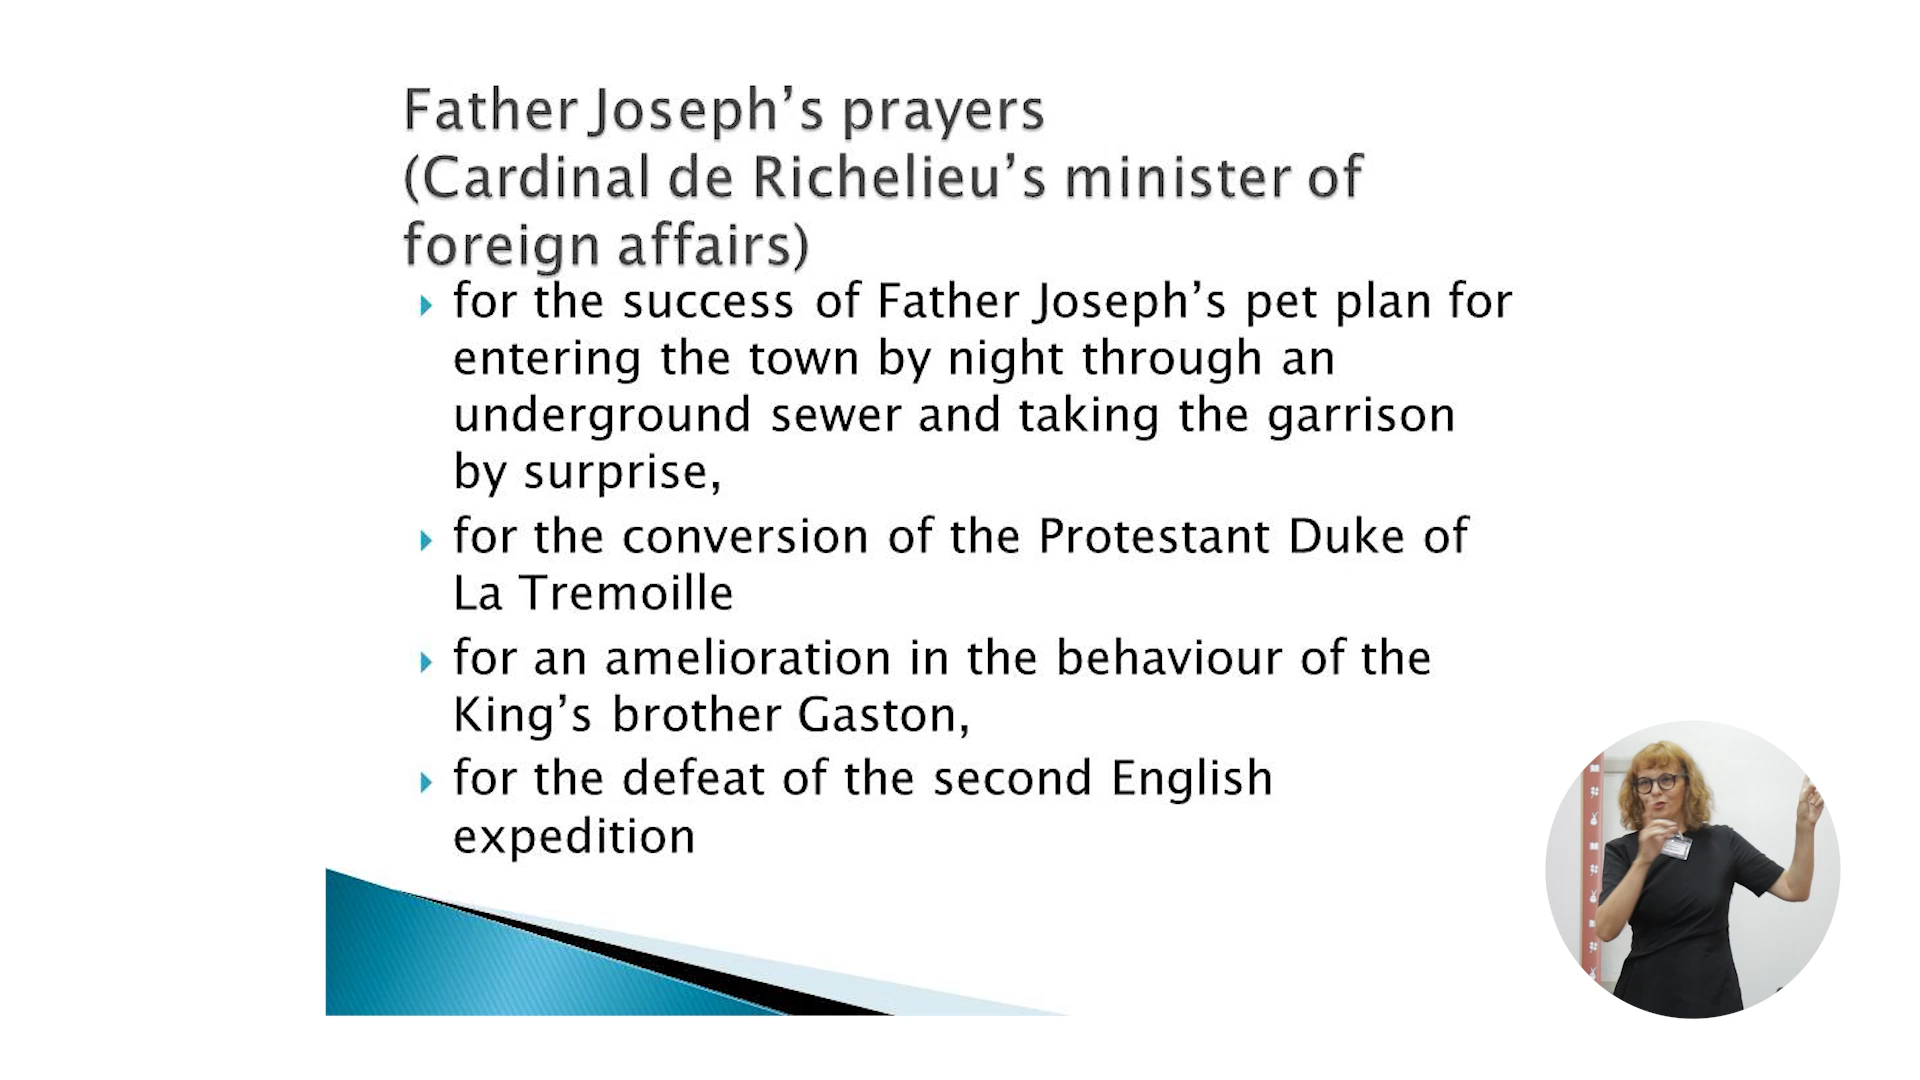 Father Joseph’s prayers
(Cardinal de Richelieu’s minister of
foreign affairs)
for the success of Father Joseph’s pet plan for
entering the town by night through an
underground sewer and taking the garrison
by surprise,
for the conversion of the Protestant Duke of
La Tremoille
for an amelioration in the behaviour of the
King’s brother Gaston,
for the defeat of the second English
expedition